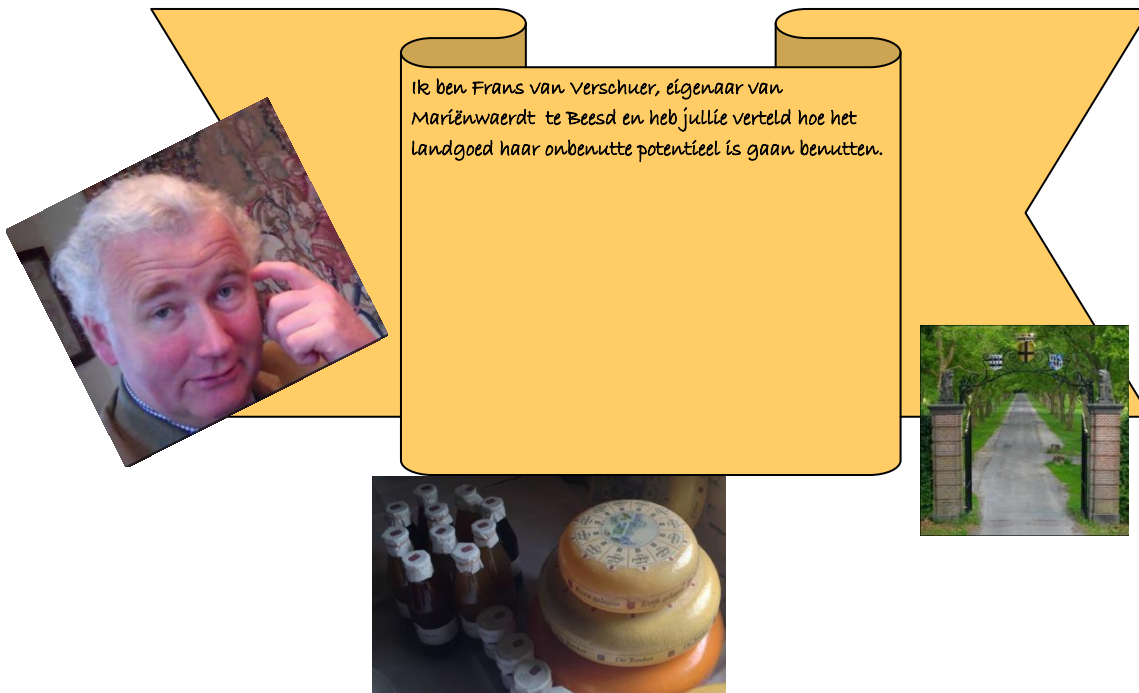 Ik ben Frans van Verschuer, eigenaar van
Mariënwaerdt te Beesd en heb jullie verteld hoe het
landgoed haar onbenutte potentieel is gaan benutten.